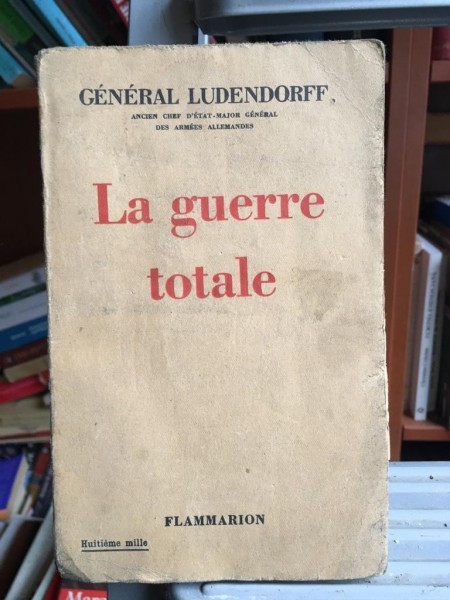 GÉNÉRAL LUDENDORFF
ANCIEN CHEF D'ÉTAT-MAJOR GÉNÉRAL
DES ARMÉES ALLEMANDES
La guerre
totale
FLAMMARION
Huitième mille